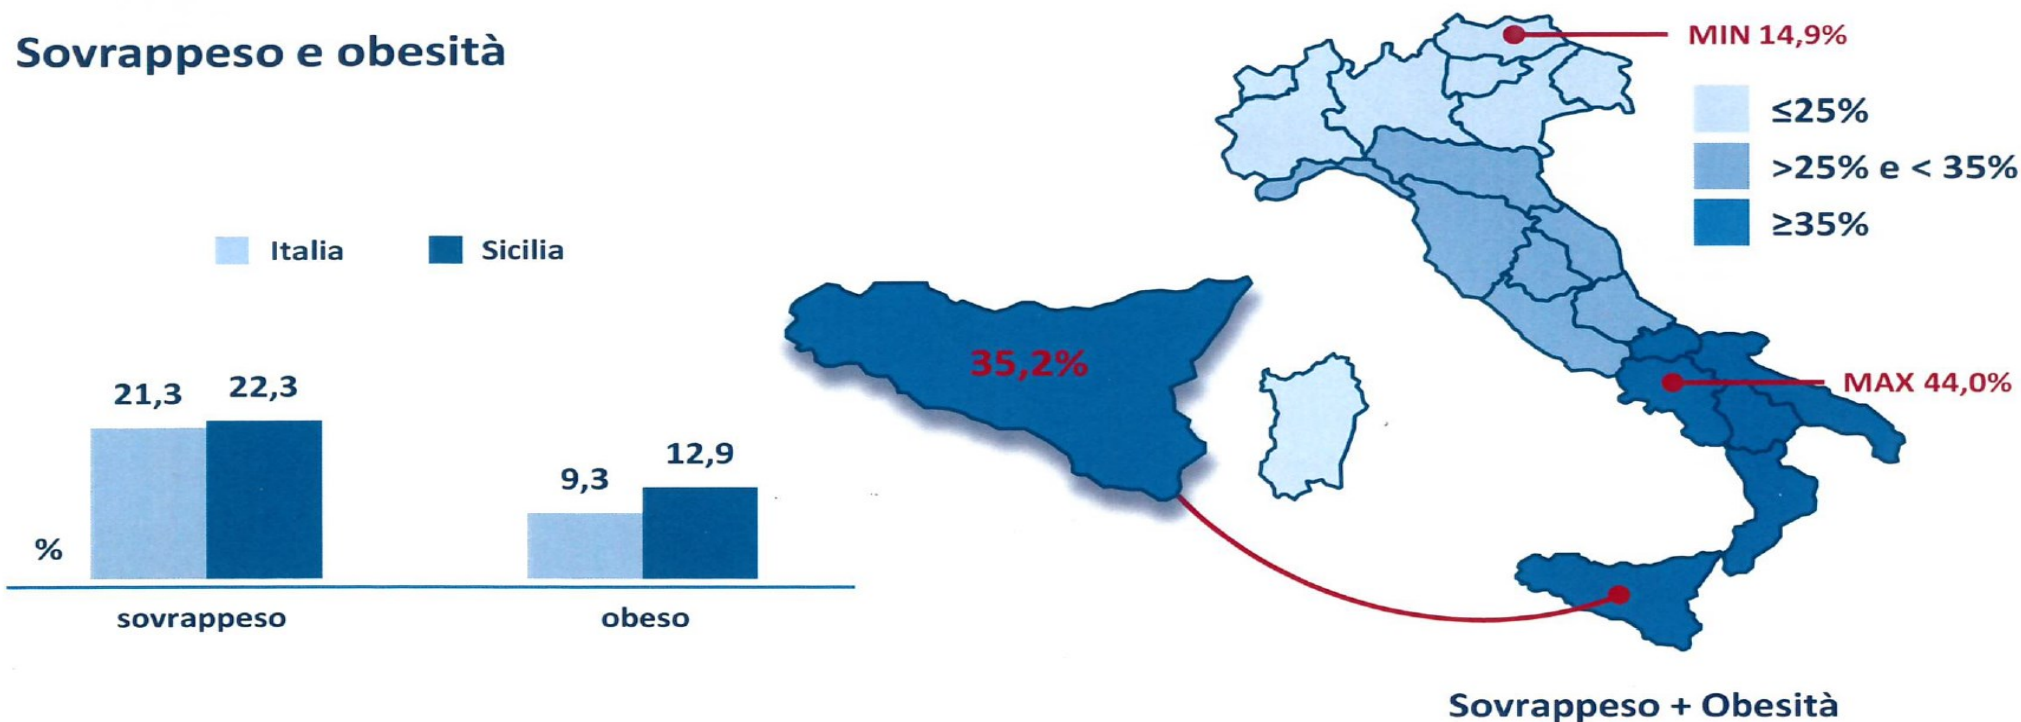 Sovrappeso e obesità
MIN 14,9%
≤25%
>25% e < 35%
≥35%
Italia
Sicilia
35,2%
MAX 44,0%
21,3
22,3
9,3
12,9
%
sovrappeso
obeso
Sovrappeso + Obesità